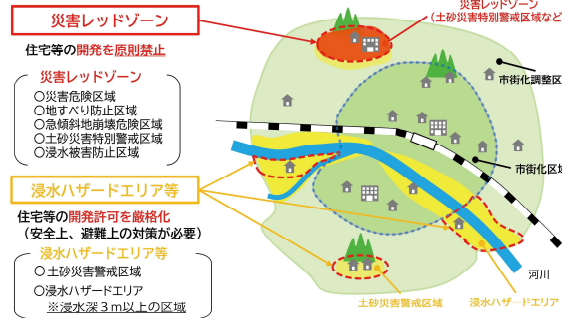 災害レッドゾーン
住宅等の開発を原則禁止
災害レッドゾーン
〇災害危険区域
〇地すべり防止区域
〇急傾斜地崩壊危険区域
〇土砂災害特別警戒区域
〇浸水被害防止区域
浸水ハザードエリア等
住宅等の開発許可を厳格化
（安全上、避難上の対策が必要）
浸水ハザードエリア等
〇土砂災害警戒区域
〇浸水ハザードエリア
※浸水深３ｍ以上の区域
災害レッドゾーン
（土砂災害特別警戒区域など
市街化調整区
市街化区域
河川
土砂災害警戒区域
浸水ハザードエリア